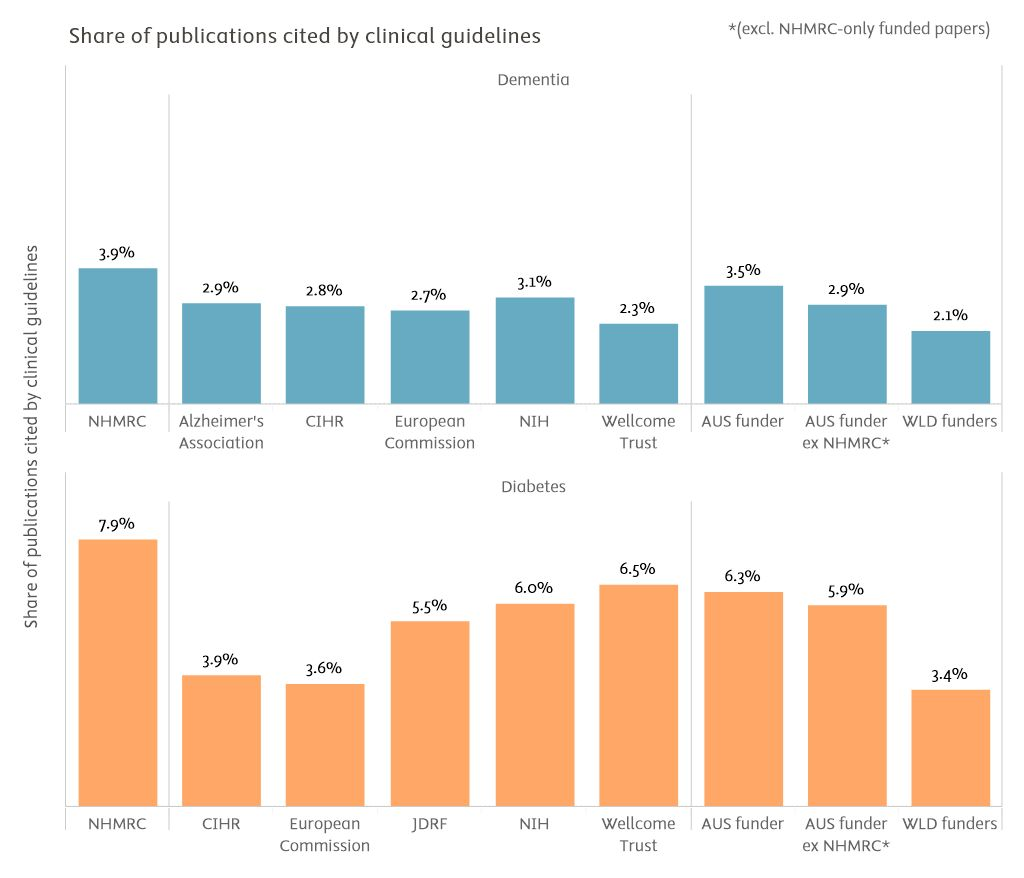 Share of publications cited by clinical guidelines
*(excl. NHMRC-only funded papers)
Share of publications cited by clinical guidelines
Dementia
3.9%
2.9%
2.8%
2.7%
3.1%
2.3%
3.5%
2.9%
2.1%
NHMRC
Alzheimer's
Association
CIHR
European
Commission
NIH
Wellcome
Trust
AUS funder
AUS funder
ex NHMRC*
WLD funders
Diabetes
7.9%
3.9%
3.6%
5.5%
6.0%
6.5%
6.3%
5.9%
3.4%
NHMRC
CIHR
European
Commission
JDRF
NIH
Wellcome
Trust
AUS funder
AUS funder
ex NHMRC*
WLD funders